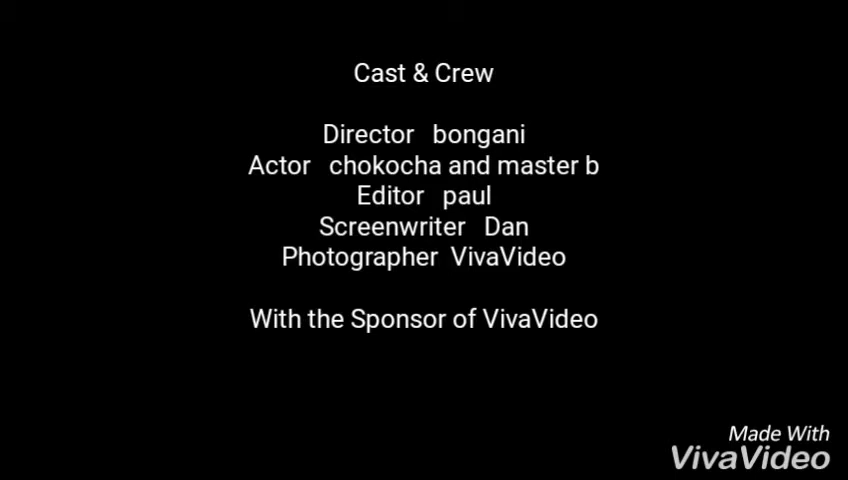 Cast & Crew
Director bongani
Actor chokocha and master b
Editor paul
Screenwriter Dan
Photographer VivaVideo
With the Sponsor of VivaVideo
Made With
VivaVideo